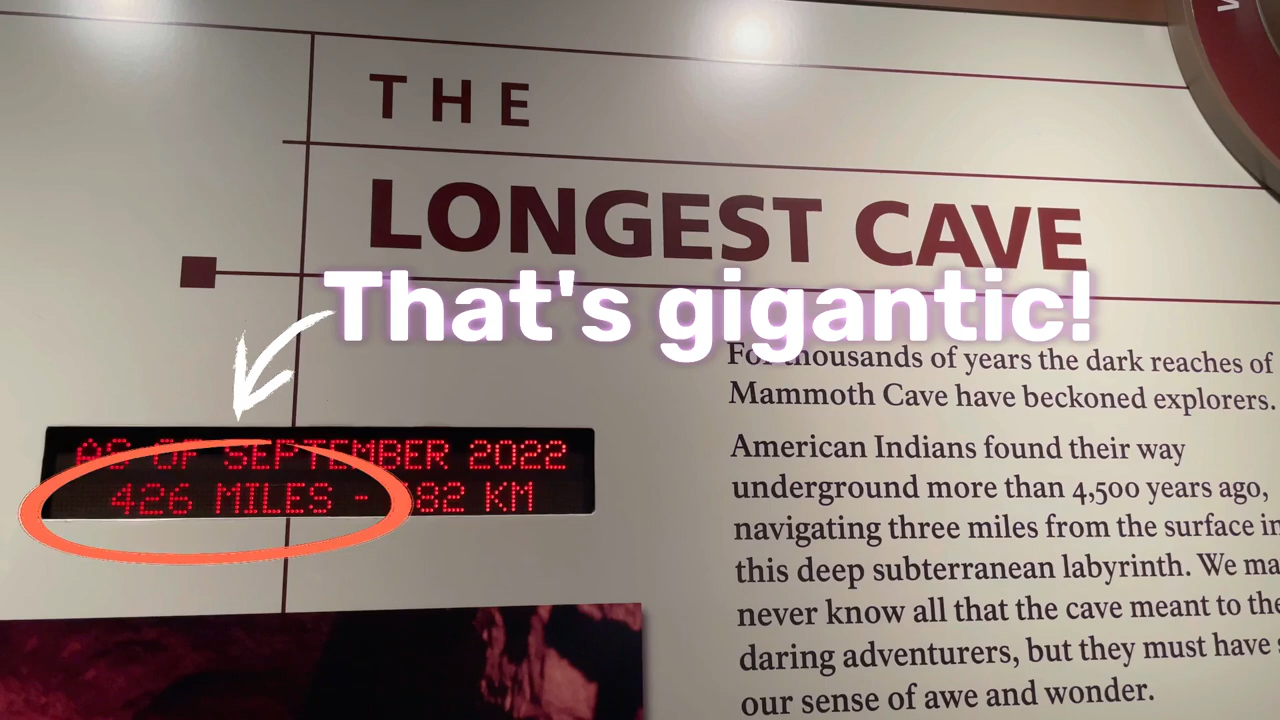 THE
LONGEST CAVE
That's gigantic!
For thousands of years the dark reaches of
Mammoth Cave have beckoned explorers.
AS OF SEPTEMBER 2022
426 MILES - 82 KM
American Indians found their way
underground more than 4,500 years ago,
navigating three miles from the surface in
this deep subterranean labyrinth. We
never know all that the cave meant to
daring adventurers, but they must have
our sense of awe and wonder.